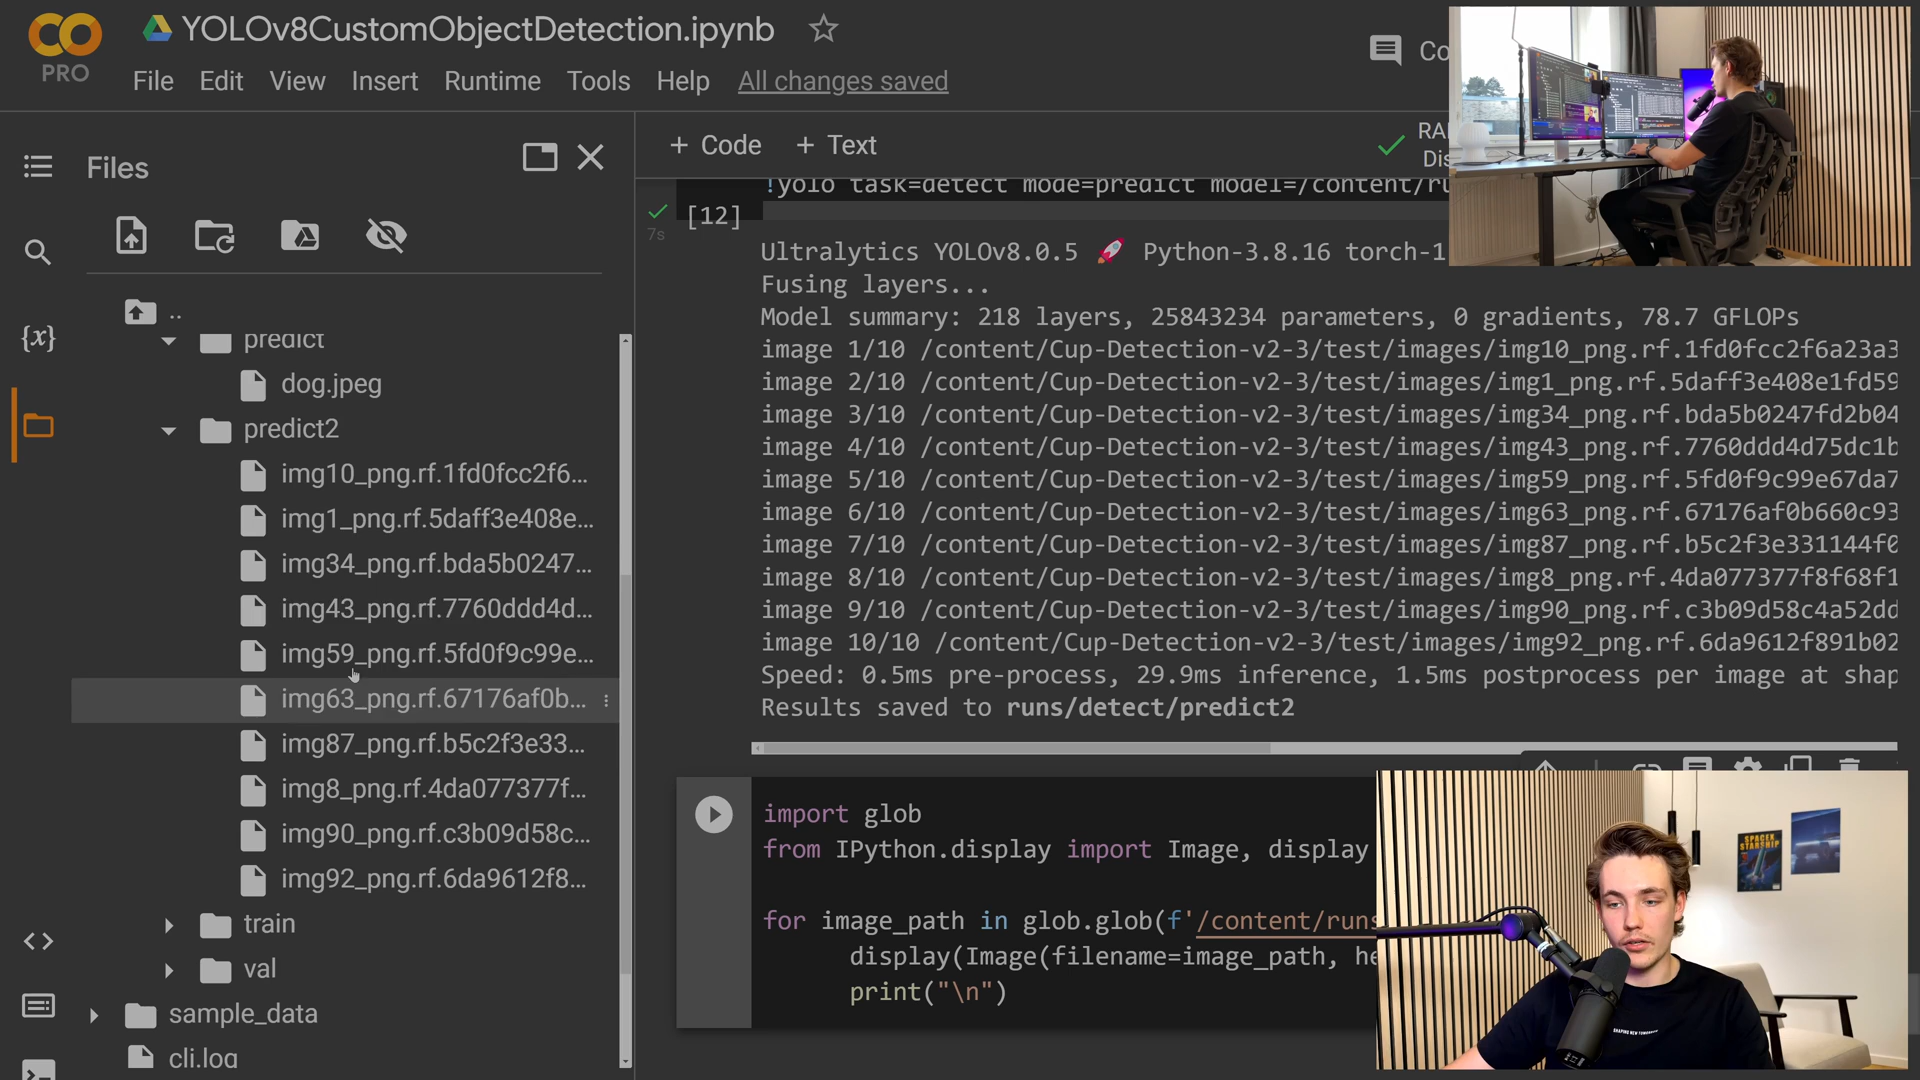 CO
PRO
YOLOv8CustomObjectDetection.ipynb
File Edit View Insert Runtime Tools Help All changes saved
Co
Files
+ Code + Text
RA
Dis
..
predict
dog.jpeg
predict2
img10_png.rf.1fd0fcc2f6...
img1_png.rf.5daff3e408e...
img34_png.rf.bda5b0247...
img43_png.rf.7760ddd4d...
img59_png.rf.5fd0f9c99e...
img63_png.rf.67176af0b...
img87_png.rf.b5c2f3e33...
img8_png.rf.4da077377f...
img90_png.rf.c3b09d58c...
img92_png.rf.6da9612f8...
train
val
sample_data
cli.log
{x}
<>
!yolo task=detect mode=predict model=/content/ru
[12]
7s
Ultralytics YOLOv8.0.5 🚀 Python-3.8.16 torch-1
Fusing layers...
Model summary: 218 layers, 25843234 parameters, 0 gradients, 78.7 GFLOPs
image 1/10 /content/Cup-Detection-v2-3/test/images/img10_png.rf.1fd0fcc2f6a23a3
image 2/10 /content/Cup-Detection-v2-3/test/images/img1_png.rf.5daff3e408e1fd59
image 3/10 /content/Cup-Detection-v2-3/test/images/img34_png.rf.bda5b0247fd2b04
image 4/10 /content/Cup-Detection-v2-3/test/images/img43_png.rf.7760ddd4d75dc1b
image 5/10 /content/Cup-Detection-v2-3/test/images/img59_png.rf.5fd0f9c99e67da7
image 6/10 /content/Cup-Detection-v2-3/test/images/img63_png.rf.67176af0b660c93
image 7/10 /content/Cup-Detection-v2-3/test/images/img87_png.rf.b5c2f3e331144f0
image 8/10 /content/Cup-Detection-v2-3/test/images/img8_png.rf.4da077377f8f68f1
image 9/10 /content/Cup-Detection-v2-3/test/images/img90_png.rf.c3b09d58c4a52dd
image 10/10 /content/Cup-Detection-v2-3/test/images/img92_png.rf.6da9612f891b02
Speed: 0.5ms pre-process, 29.9ms inference, 1.5ms postprocess per image at shap
Results saved to runs/detect/predict2
import glob
from IPython.display import Image, display
for image_path in glob.glob(f'/content/runs
display(Image(filename=image_path, he
print("\n")
SPACEX
STARSHIP
SHAPING NEW TOMORROW